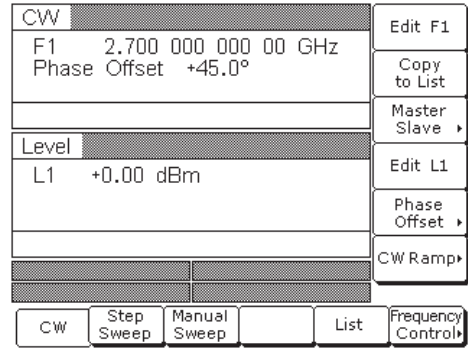 CW
F1 2.700 000 000 00 GHz
Phase Offset +45.0°
Level
L1 +0.00 dBm
Edit F1
Copy
to List
Master
Slave
Edit L1
Phase
Offset
CW Ramp
CW
Step
Sweep
Manual
Sweep
List
Frequency
Control